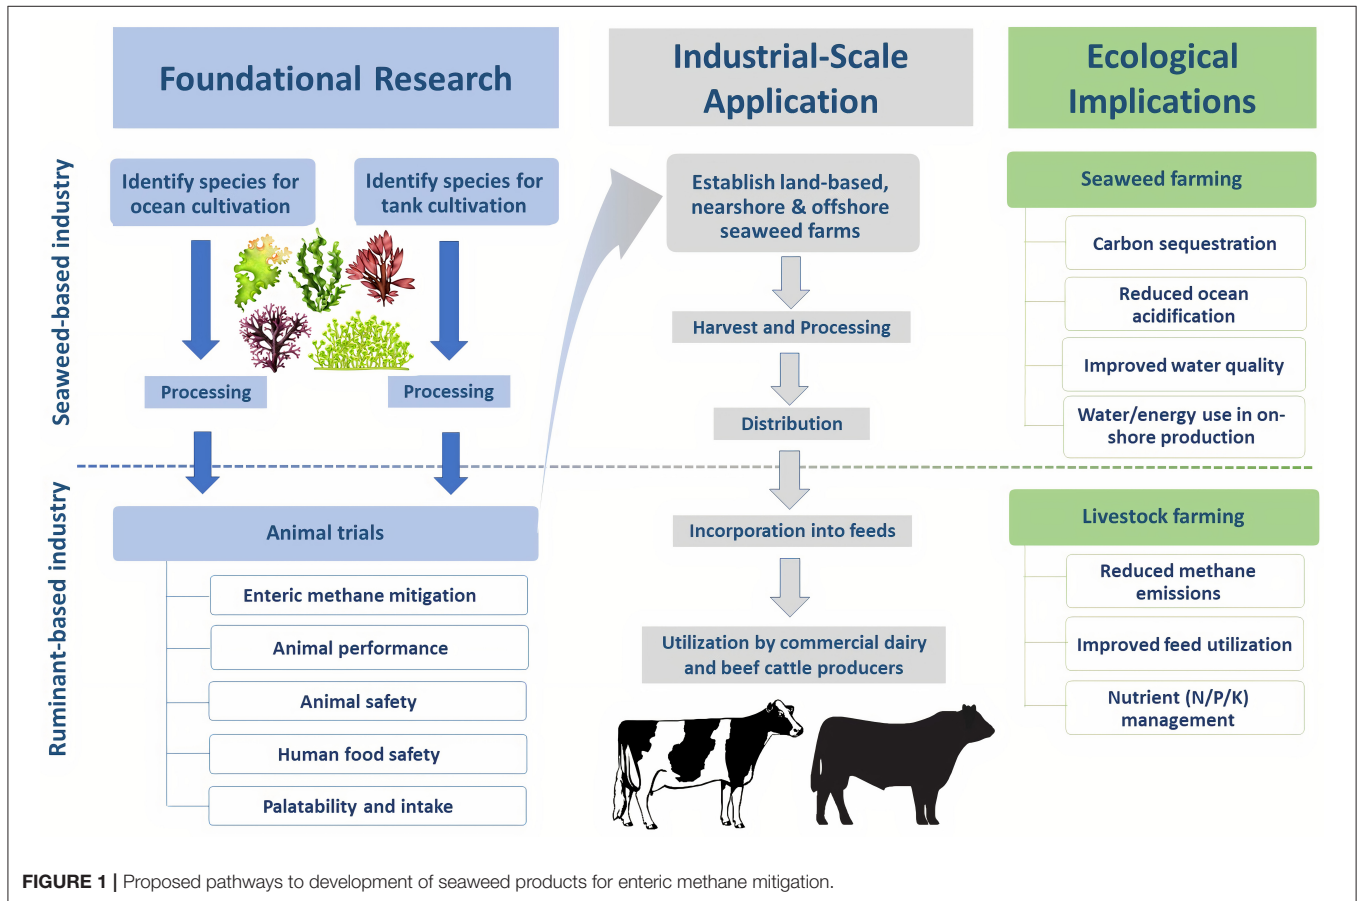 Foundational Research
Industrial-Scale
Application
Ecological
Implications
Seaweed-based industry
Identify species for
ocean cultivation
Identify species for
tank cultivation
Processing
Processing
Establish land-based,
nearshore & offshore
seaweed farms
Harvest and Processing
Distribution
Seaweed farming
Carbon sequestration
Reduced ocean
acidification
Improved water quality
Water/energy use in on-
shore production
Ruminant-based industry
Animal trials
Enteric methane mitigation
Animal performance
Animal safety
Human food safety
Palatability and intake
Incorporation into feeds
Utilization by commercial dairy
and beef cattle producers
Livestock farming
Reduced methane
emissions
Improved feed utilization
Nutrient (N/P/K)
management
FIGURE 1 | Proposed pathways to development of seaweed products for enteric methane mitigation.